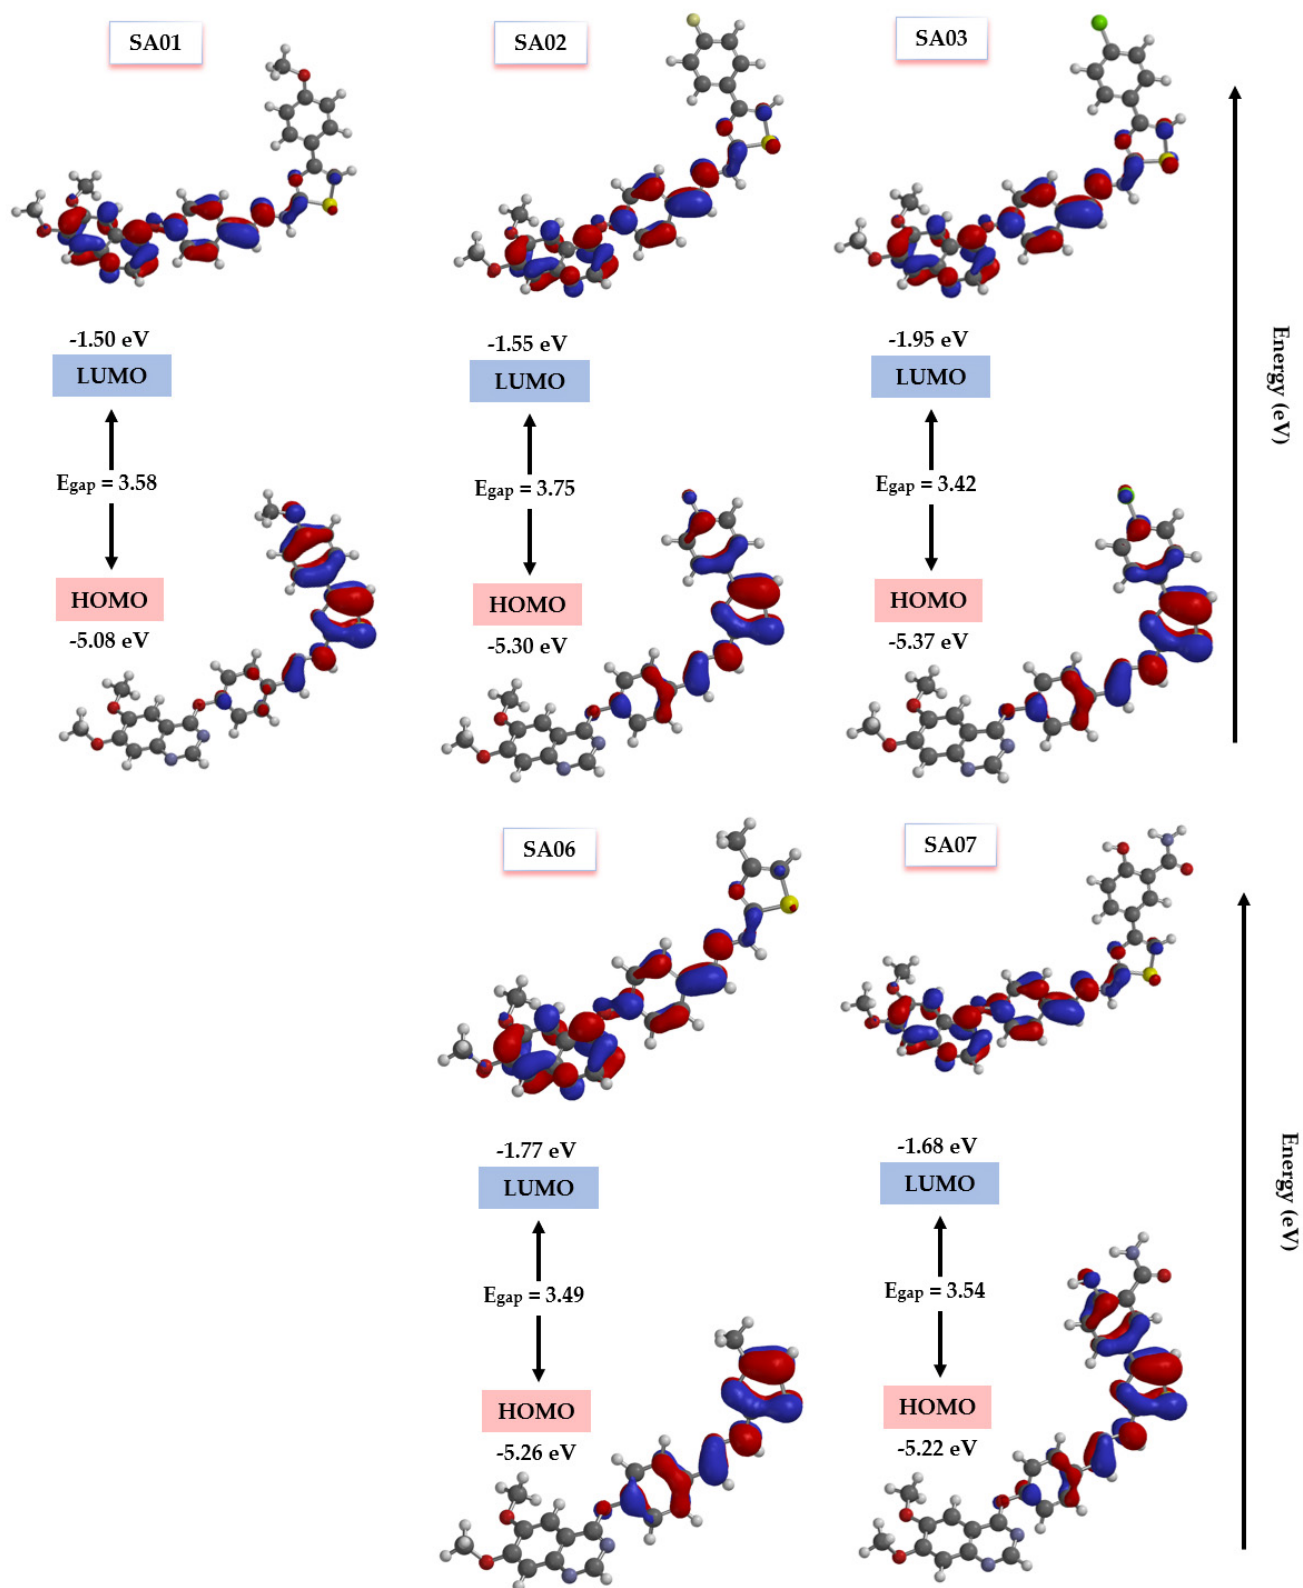 SA01
SA02
SA03
-1.50 eV
LUMO
Egap = 3.58
HOMO
-5.08 eV
-1.55 eV
LUMO
Egap = 3.75
HOMO
-5.30 eV
-1.95 eV
LUMO
Egap = 3.42
HOMO
-5.37 eV
Energy (eV)
SA06
SA07
-1.77 eV
LUMO
Egap = 3.49
HOMO
-5.26 eV
-1.68 eV
LUMO
Egap = 3.54
HOMO
-5.22 eV
Energy (eV)